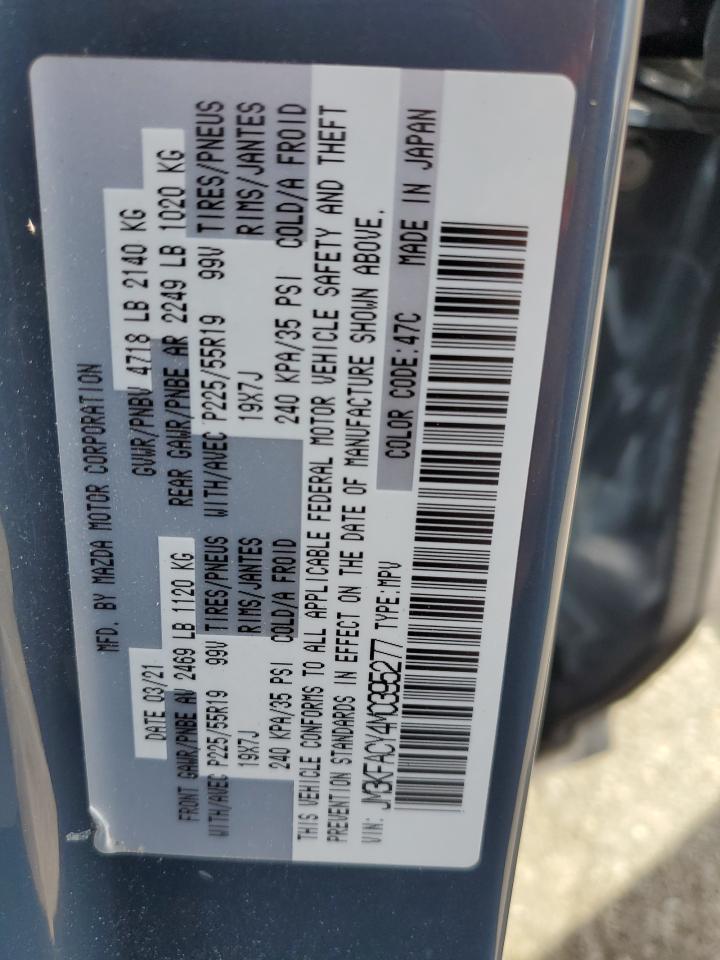 MFD. BY MAZDA MOTOR CORPORATION
DATE 03/21 GVWR/PNBV 4718 LB 2140 KG
FRONT GAWR/PNBE AV 2469 LB 1120 KG REAR GAWR/PNBE AR 2249 LB 1020 KG
WITH/AVEC P225/55R19 99V TIRES/PNEUS WITH/AVEC P225/55R19 99V TIRES/PNEUS
19X7J RIMS/JANTES 19X7J RIMS/JANTES
240 KPA/35 PSI COLD/A FROID 240 KPA/35 PSI COLD/A FROID
THIS VEHICLE CONFORMS TO ALL APPLICABLE FEDERAL MOTOR VEHICLE SAFETY AND THEFT
PREVENTION STANDARDS IN EFFECT ON THE DATE OF MANUFACTURE SHOWN ABOVE.
VIN: JM3KFACY4M0395277 TYPE:MPV COLOR CODE:47C MADE IN JAPAN